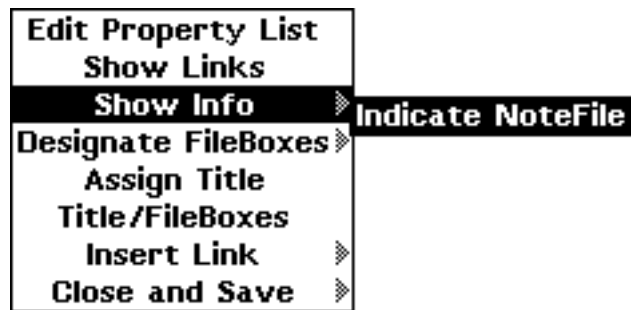 Edit Property List
Show Links
Show Info
Indicate NoteFile
Designate FileBoxes
Assign Title
Title/FileBoxes
Insert Link
Close and Save